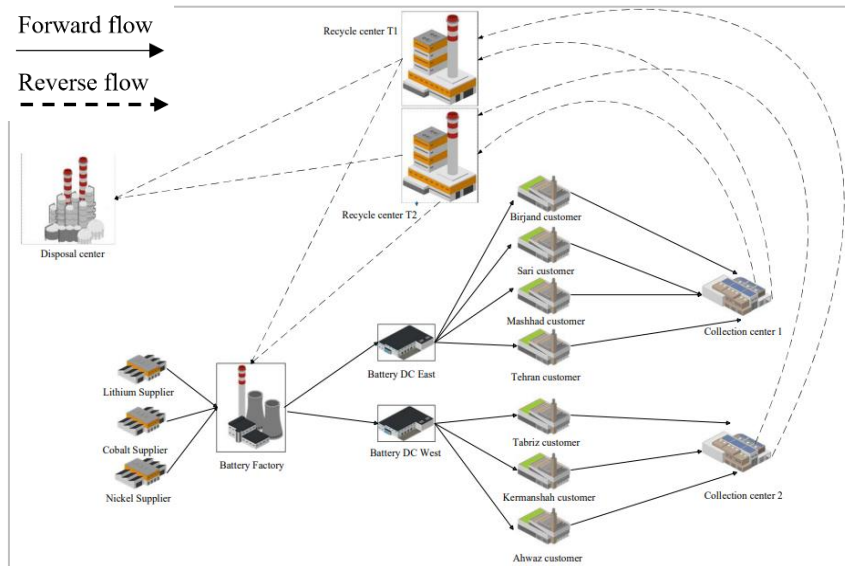 Forward flow
Reverse flow
Recycle center T1
Recycle center T2
Disposal center
Birjand customer
Sari customer
Mashhad customer
Collection center 1
Battery DC East
Tehran customer
Lithium Supplier
Cobalt Supplier
Battery Factory
Battery DC West
Tabriz customer
Nickel Supplier
Kermanshah customer
Collection center 2
Ahwaz customer